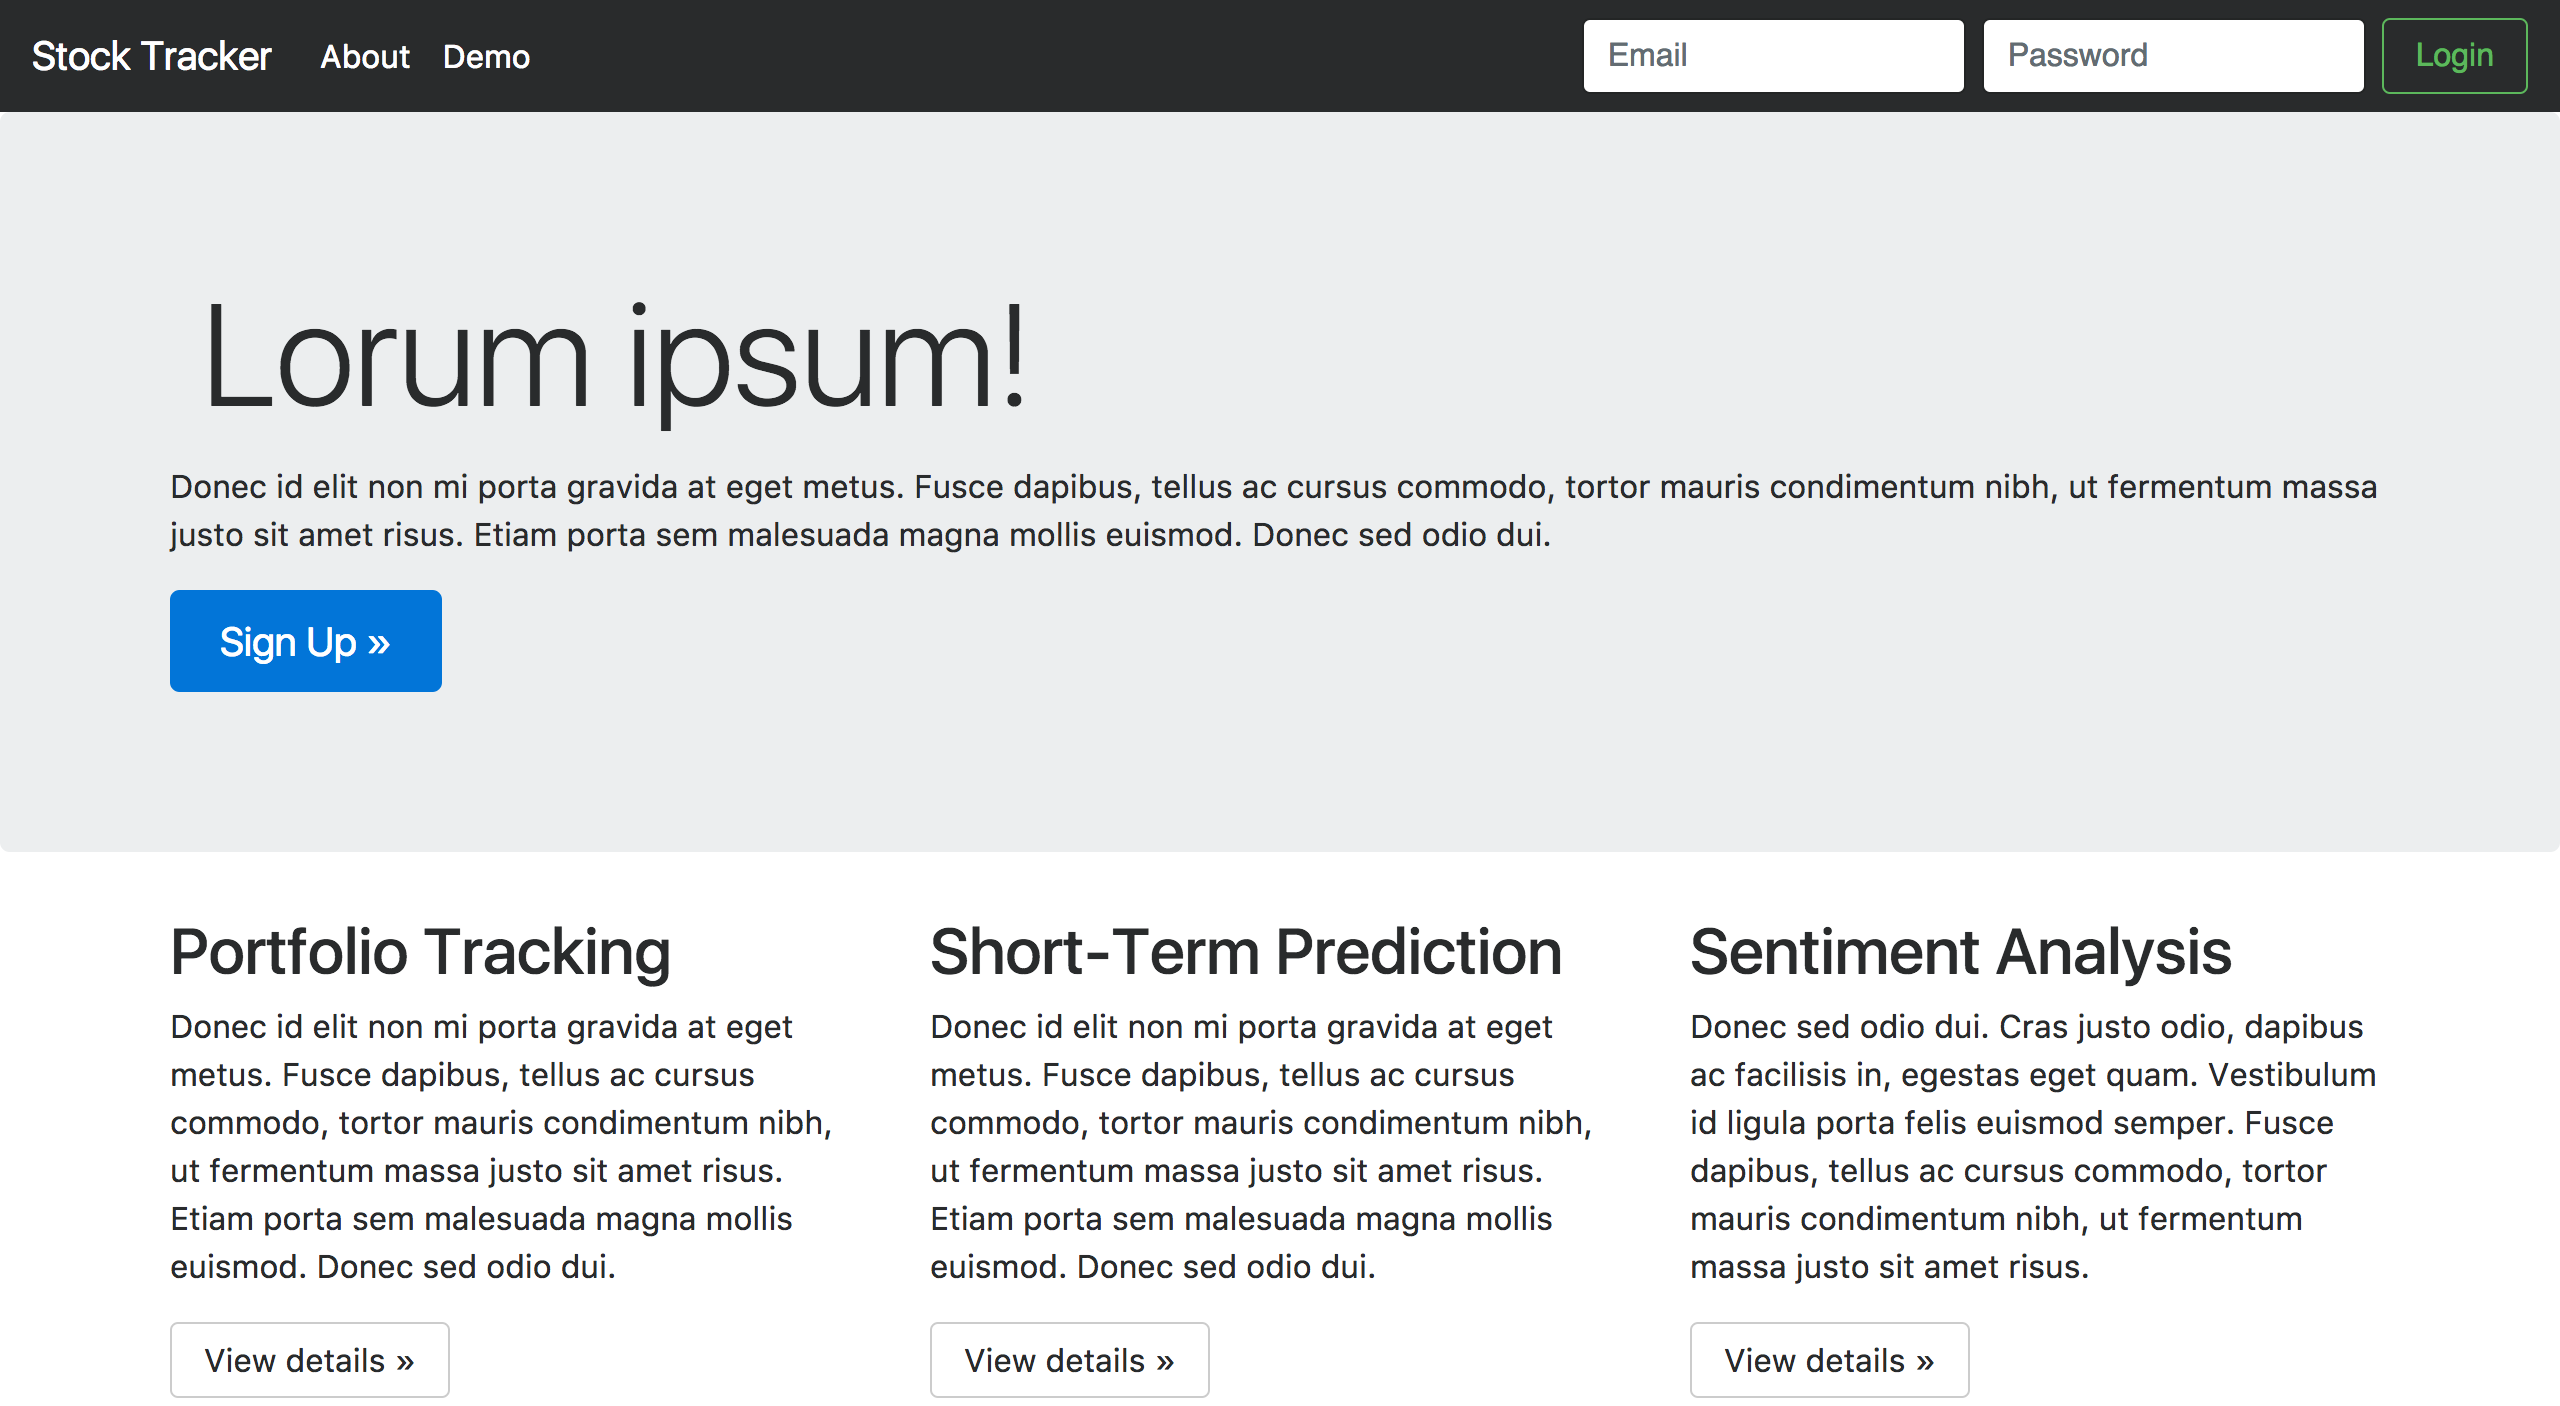 Stock Tracker About Demo Email Password Login
Lorum ipsum!
Donec id elit non mi porta gravida at eget metus. Fusce dapibus, tellus ac cursus commodo, tortor mauris condimentum nibh, ut fermentum massa
justo sit amet risus. Etiam porta sem malesuada magna mollis euismod. Donec sed odio dui.
Sign Up »
Portfolio Tracking
Donec id elit non mi porta gravida at eget
metus. Fusce dapibus, tellus ac cursus
commodo, tortor mauris condimentum nibh,
ut fermentum massa justo sit amet risus.
Etiam porta sem malesuada magna mollis
euismod. Donec sed odio dui.
View details »
Short-Term Prediction
Donec id elit non mi porta gravida at eget
metus. Fusce dapibus, tellus ac cursus
commodo, tortor mauris condimentum nibh,
ut fermentum massa justo sit amet risus.
Etiam porta sem malesuada magna mollis
euismod. Donec sed odio dui.
View details »
Sentiment Analysis
Donec sed odio dui. Cras justo odio, dapibus
ac facilisis in, egestas eget quam. Vestibulum
id ligula porta felis euismod semper. Fusce
dapibus, tellus ac cursus commodo, tortor
mauris condimentum nibh, ut fermentum
massa justo sit amet risus.
View details »